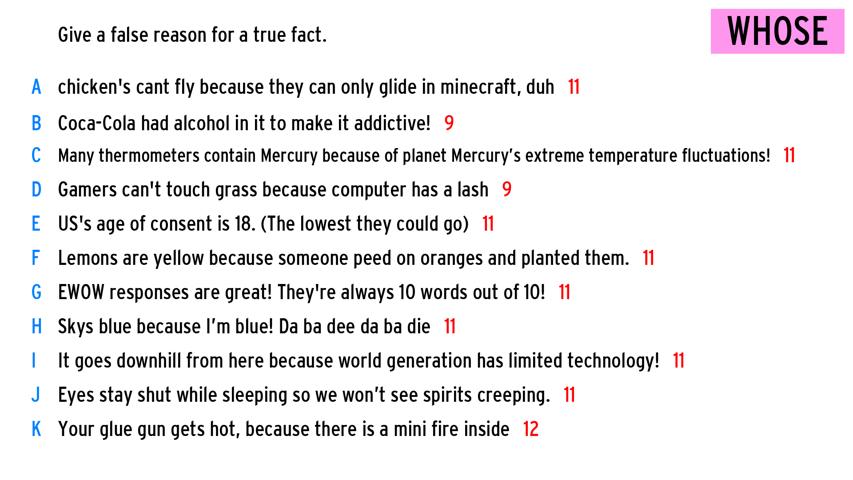 Give a false reason for a true fact.
WHOSE
A chicken's cant fly because they can only glide in minecraft, duh 11
B Coca-Cola had alcohol in it to make it addictive! 9
C Many thermometers contain Mercury because of planet Mercury’s extreme temperature fluctuations! 11
D Gamers can't touch grass because computer has a lash 9
E US's age of consent is 18. (The lowest they could go) 11
F Lemons are yellow because someone peed on oranges and planted them. 11
G EWOW responses are great! They're always 10 words out of 10! 11
H Skys blue because I’m blue! Da ba dee da ba die 11
I It goes downhill from here because world generation has limited technology! 11
J Eyes stay shut while sleeping so we won’t see spirits creeping. 11
K Your glue gun gets hot, because there is a mini fire inside 12